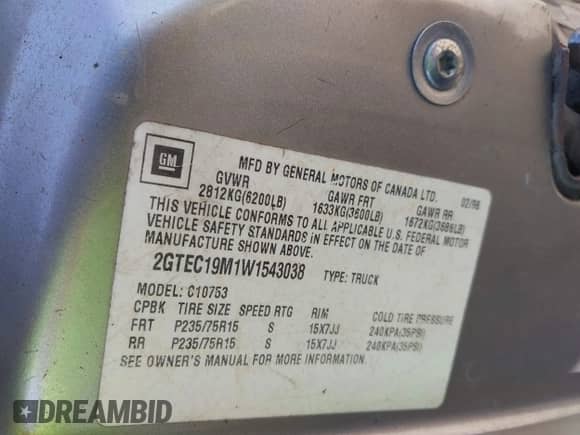 GM
MFD BY GENERAL MOTORS OF CANADA LTD. 02/98
GVWR GAWR FRT GAWR RR
2812KG(6200LB) 1633KG(3600LB) 1672KG(3686LB)
THIS VEHICLE CONFORMS TO ALL APPLICABLE U.S. FEDERAL MOTOR
VEHICLE SAFETY STANDARDS IN EFFECT ON THE DATE OF
MANUFACTURE SHOWN ABOVE.
2GTEC19M1W1543038 TYPE: TRUCK
MODEL: C10753
CPBK TIRE SIZE SPEED RTG RIM COLD TIRE PRESSURE
FRT P235/75R15 S 15X7JJ 240KPA(35PSI)
RR P235/75R15 S 15X7JJ 240KPA(35PSI)
SEE OWNER'S MANUAL FOR MORE INFORMATION.
DREAMBID